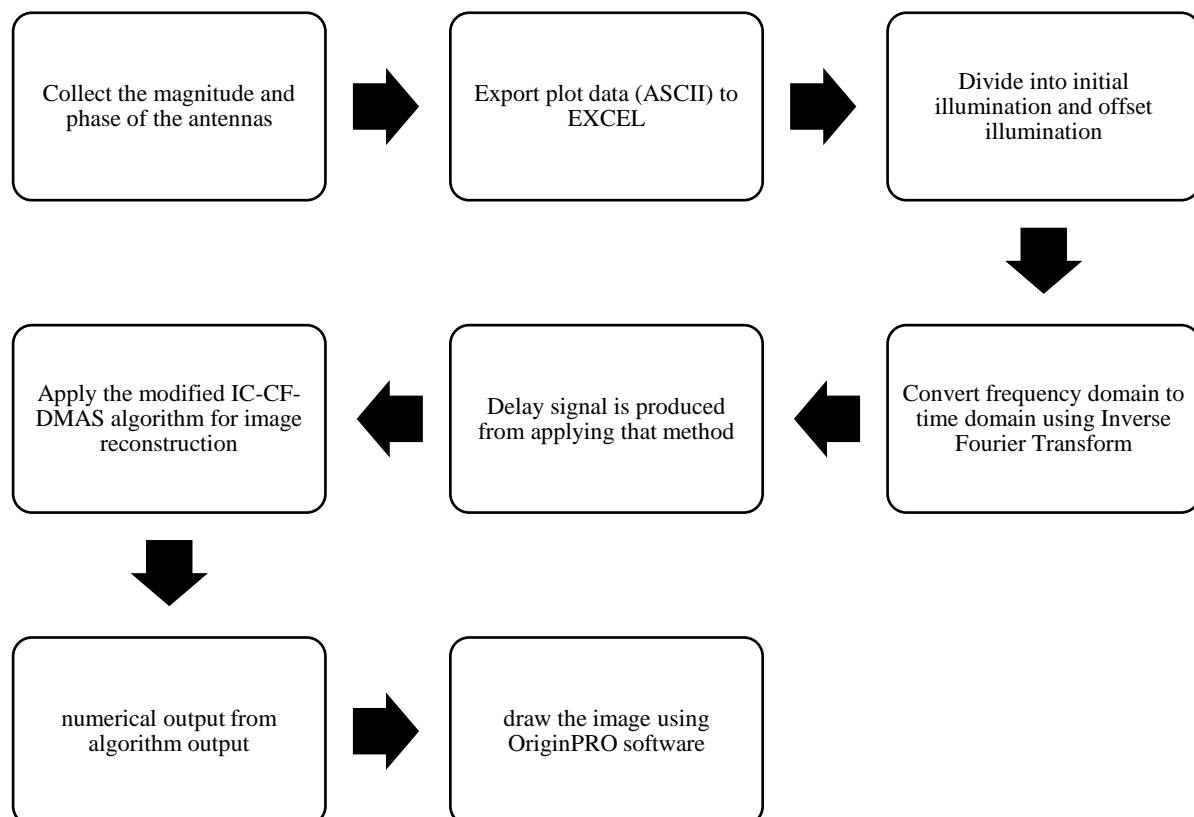 Collect the magnitude and
phase of the antennas
Export plot data (ASCII) to
EXCEL
Divide into initial
illumination and offset
illumination
Convert frequency domain to
time domain using Inverse
Fourier Transform
Delay signal is produced
from applying that method
Apply the modified IC-CF-
DMAS algorithm for image
reconstruction
numerical output from
algorithm output
draw the image using
OriginPRO software